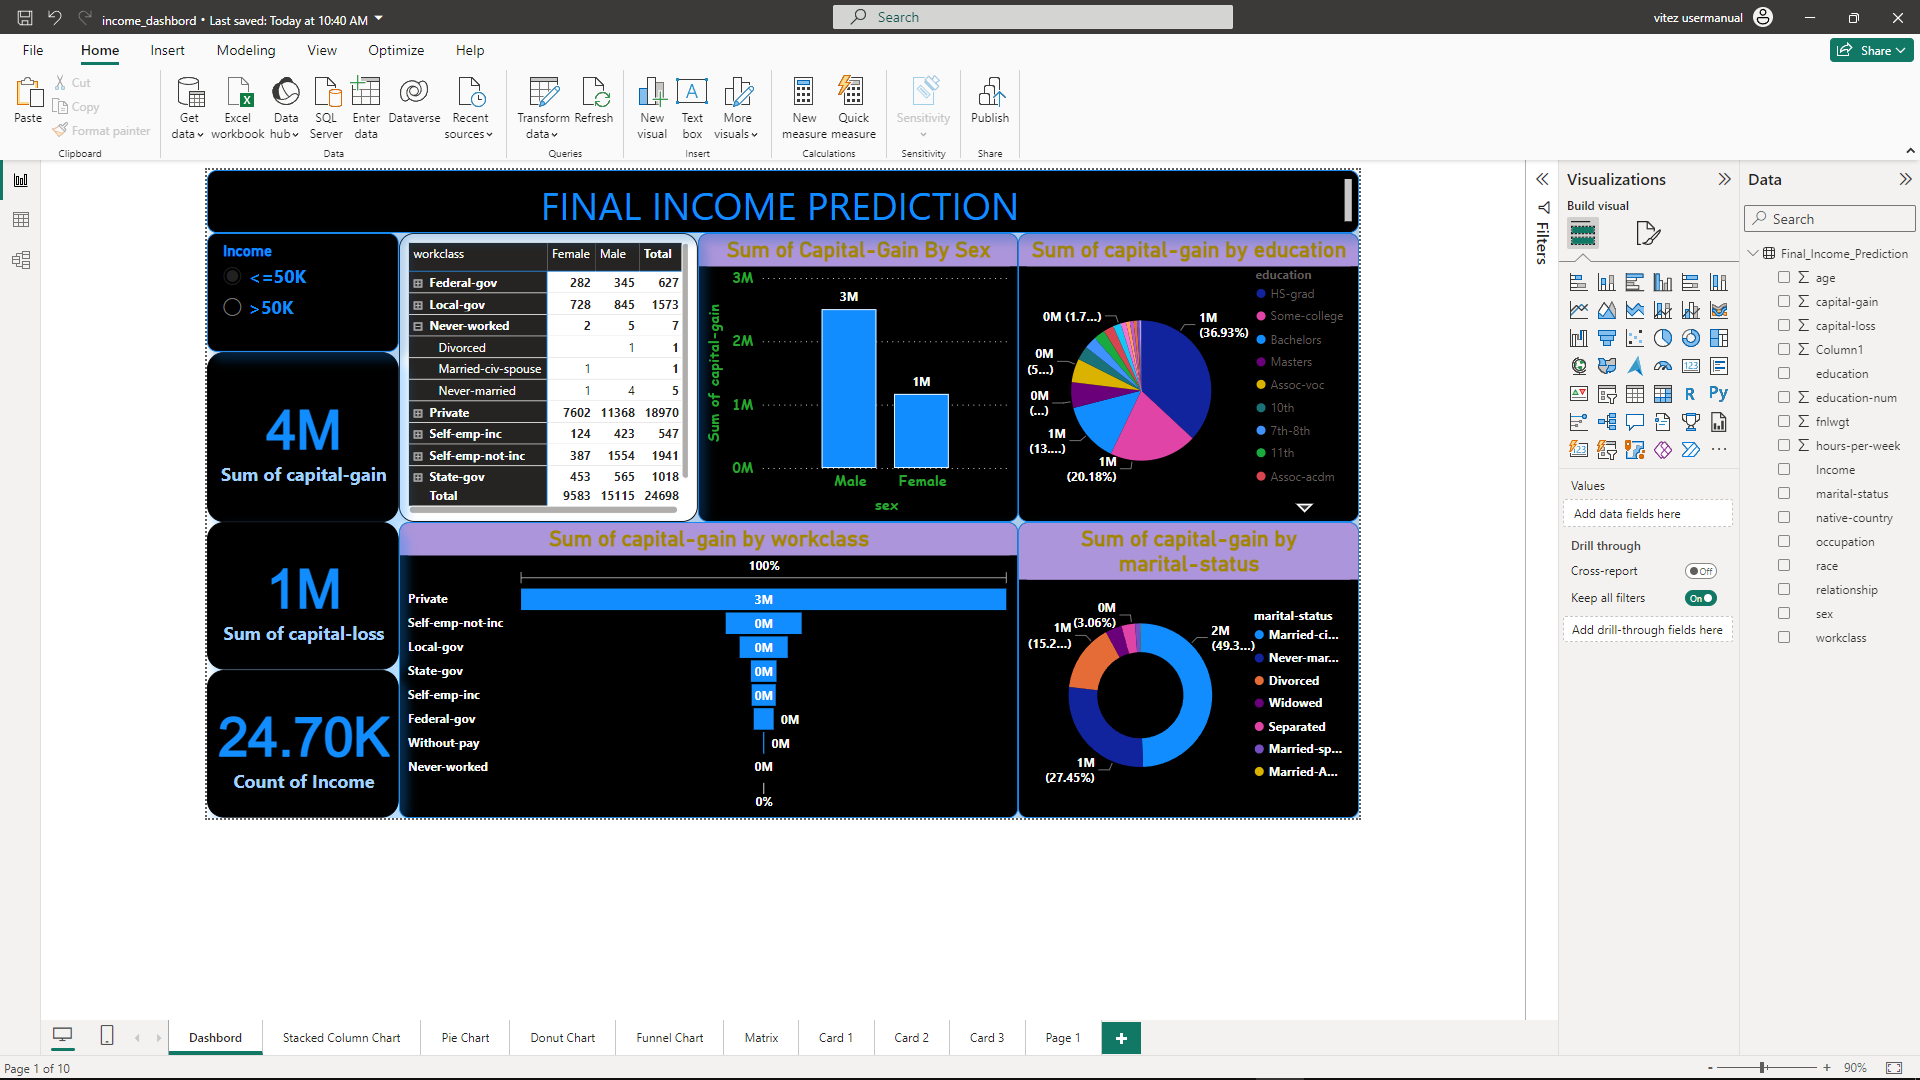 income_dashbord • Last saved: Today at 10:40 AM
Search
vitez usermanual
File
Home
Insert
Modeling
View
Optimize
Help
Share
Paste
Cut
Copy
Format painter
Clipboard
Get data
Excel workbook
Data hub
SQL Server
Enter data
Dataverse
Recent sources
Data
Transform data
Refresh
Queries
New visual
Text box
More visuals
Insert
New measure
Quick measure
Calculations
Sensitivity
Sensitivity
Publish
Share
FINAL INCOME PREDICTION
Income
<=50K
>50K
4M
Sum of capital-gain
1M
Sum of capital-loss
24.70K
Count of Income
workclass Female Male Total
Federal-gov 282 345 627
Local-gov 728 845 1573
Never-worked 2 5 7
Divorced 1 1
Married-civ-spouse 1 1
Never-married 1 4 5
Private 7602 11368 18970
Self-emp-inc 124 423 547
Self-emp-not-inc 387 1554 1941
State-gov 453 565 1018
Total 9583 15115 24698
Sum of Capital-Gain By Sex
Sum of capital-gain
3M
2M
1M
0M
3M
1M
Male
Female
sex
Sum of capital-gain by education
1M
(36.93%)
1M
(20.18%)
1M
(13....)
0M
(...)
0M
(5...)
0M (1.7...)
education
HS-grad
Some-college
Bachelors
Masters
Assoc-voc
10th
7th-8th
11th
Assoc-acdm
Sum of capital-gain by workclass
100%
Private 3M
Self-emp-not-inc 0M
Local-gov 0M
State-gov 0M
Self-emp-inc 0M
Federal-gov 0M
Without-pay 0M
Never-worked 0M
0%
Sum of capital-gain by
marital-status
2M
(49.3...)
1M
(27.45%)
1M
(15.2...)
0M
(3.06%)
marital-status
Married-ci...
Never-mar...
Divorced
Widowed
Separated
Married-sp...
Married-A...
Filters
Visualizations
Build visual
R
Py
123
Values
Add data fields here
Drill through
Cross-report
Off
Keep all filters
On
Add drill-through fields here
Data
Search
Final_Income_Prediction
age
capital-gain
capital-loss
Column1
education
education-num
fnlwgt
hours-per-week
Income
marital-status
native-country
occupation
race
relationship
sex
workclass
Dashbord
Stacked Column Chart
Pie Chart
Donut Chart
Funnel Chart
Matrix
Card 1
Card 2
Card 3
Page 1
Page 1 of 10
90%